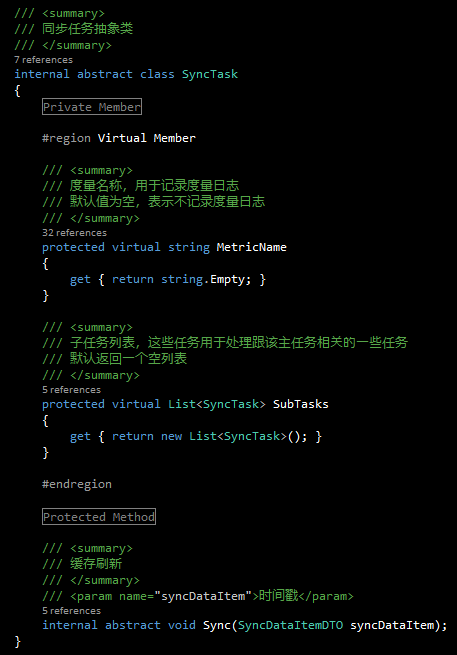 /// <summary>
/// 同步任务抽象类
/// </summary>
7 references
internal abstract class SyncTask
{
Private Member
#region Virtual Member
/// <summary>
/// 度量名称，用于记录度量日志
/// 默认值为空，表示不记录度量日志
/// </summary>
32 references
protected virtual string MetricName
{
get { return string.Empty; }
}
/// <summary>
/// 子任务列表，这些任务用于处理跟该主任务相关的一些任务
/// 默认返回一个空列表
/// </summary>
5 references
protected virtual List<SyncTask> SubTasks
{
get { return new List<SyncTask>(); }
}
#endregion
Protected Method
/// <summary>
/// 缓存刷新
/// </summary>
/// <param name="syncDataItem">时间戳</param>
5 references
internal abstract void Sync(SyncDataItemDTO syncDataItem);
}